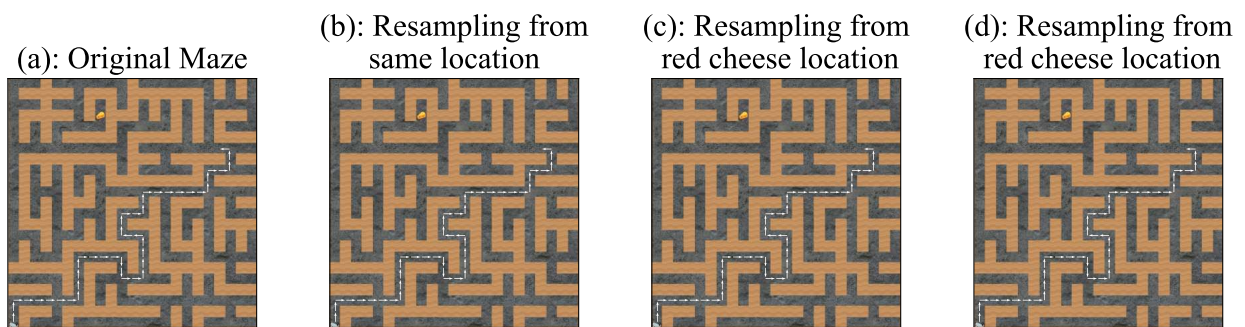 (a): Original Maze
(b): Resampling from
same location
(c): Resampling from
red cheese location
(d): Resampling from
red cheese location